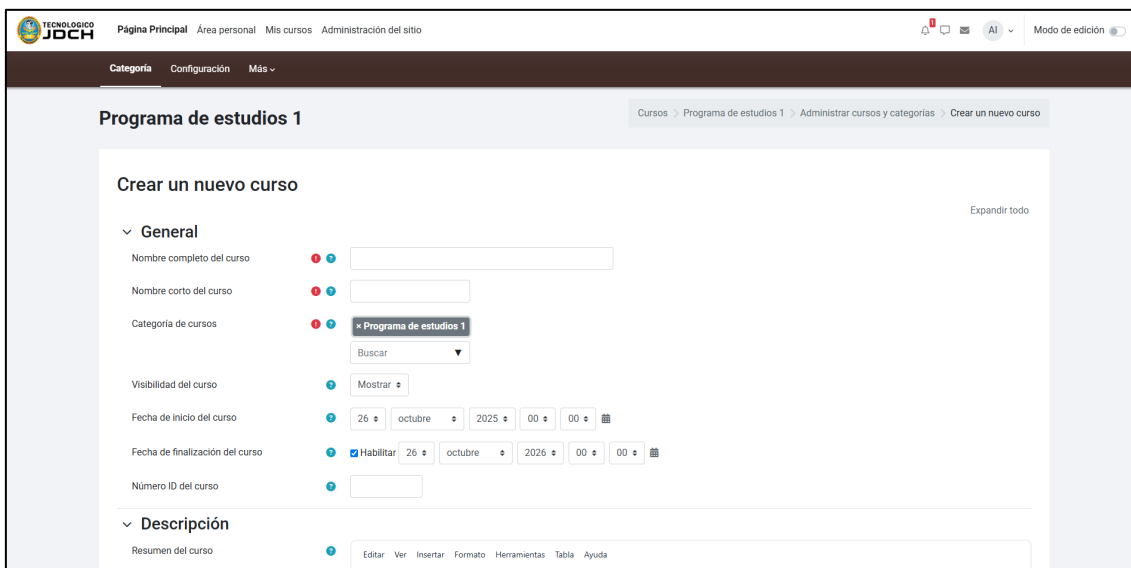 TECNOLOGICO
JDCH
Página Principal Área personal Mis cursos Administración del sitio
1
AI
Modo de edición
Categoría Configuración Más
Programa de estudios 1
Cursos > Programa de estudios 1 > Administrar cursos y categorías > Crear un nuevo curso
Crear un nuevo curso
Expandir todo
General
Nombre completo del curso ! ?
Nombre corto del curso ! ?
Categoría de cursos ! ? × Programa de estudios 1
Buscar ▼
Visibilidad del curso ? Mostrar
Fecha de inicio del curso ? 26 octubre 2025 00 00
Fecha de finalización del curso ? Habilitar 26 octubre 2026 00 00
Número ID del curso ?
Descripción
Resumen del curso ? Editar Ver Insertar Formato Herramientas Tabla Ayuda